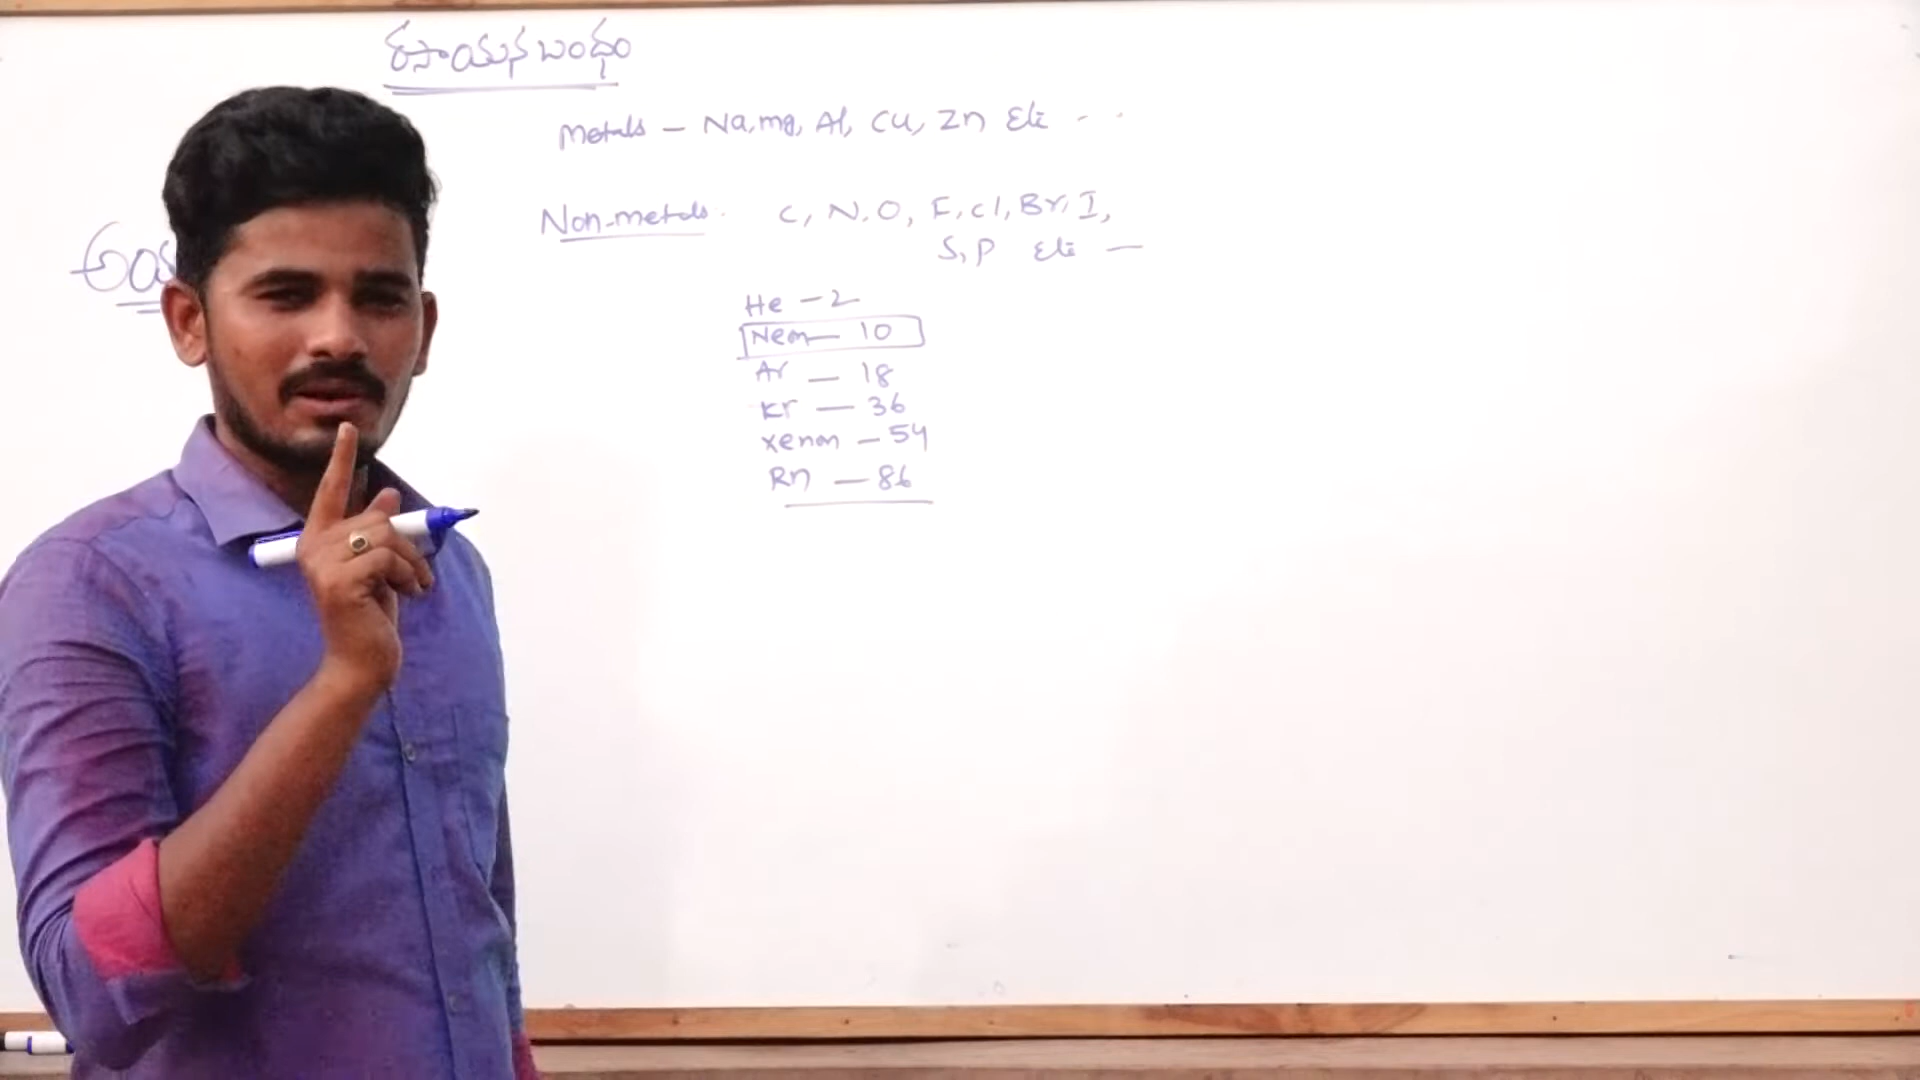 రసాయన బంధం
Metals – Na, mg, Al, Cu, Zn Etc - -
Non-metals. C, N, O, F, cl, Br, I,
S, P Etc —
He – 2
Neon – 10
Ar – 18
Kr – 36
Xenon – 54
Rn – 86